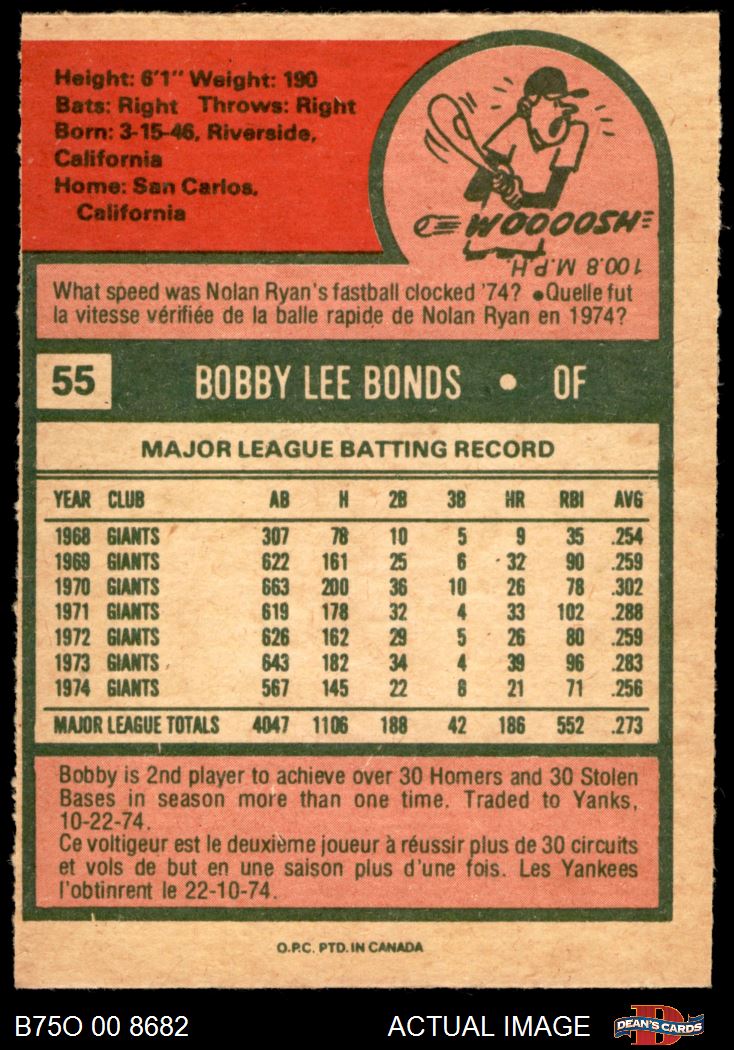 Height: 6'1" Weight: 190
Bats: Right Throws: Right
Born: 3-15-46, Riverside,
California
Home: San Carlos,
California
WOOOOSH
100.8 M.P.H.
What speed was Nolan Ryan's fastball clocked '74? •Quelle fut
la vitesse vérifiée de la balle rapide de Nolan Ryan en 1974?
55 BOBBY LEE BONDS • OF
MAJOR LEAGUE BATTING RECORD
YEAR CLUB AB H 2B 3B HR RBI AVG
1968 GIANTS 307 78 10 5 9 35 .254
1969 GIANTS 622 161 25 6 32 90 .259
1970 GIANTS 663 200 36 10 26 78 .302
1971 GIANTS 619 178 32 4 33 102 .288
1972 GIANTS 626 162 29 5 26 80 .259
1973 GIANTS 643 182 34 4 39 96 .283
1974 GIANTS 567 145 22 8 21 71 .256
MAJOR LEAGUE TOTALS 4047 1106 188 42 186 552 .273
Bobby is 2nd player to achieve over 30 Homers and 30 Stolen
Bases in season more than one time. Traded to Yanks,
10-22-74.
Ce voltigeur est le deuxième joueur à réussir plus de 30 circuits
et vols de but en une saison plus d'une fois. Les Yankees
l'obtinrent le 22-10-74.
O.P.C. PTD. IN CANADA
B75O 00 8682 ACTUAL IMAGE DEAN'S CARDS